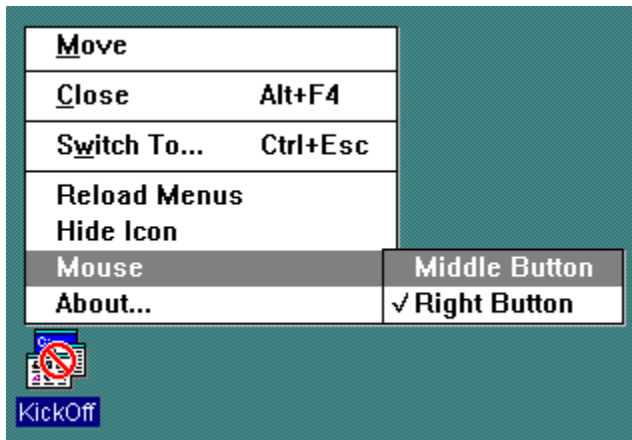 Move
Close Alt+F4
Switch To... Ctrl+Esc
Reload Menus
Hide Icon
Mouse
Middle Button
About...
✓ Right Button
KickOff